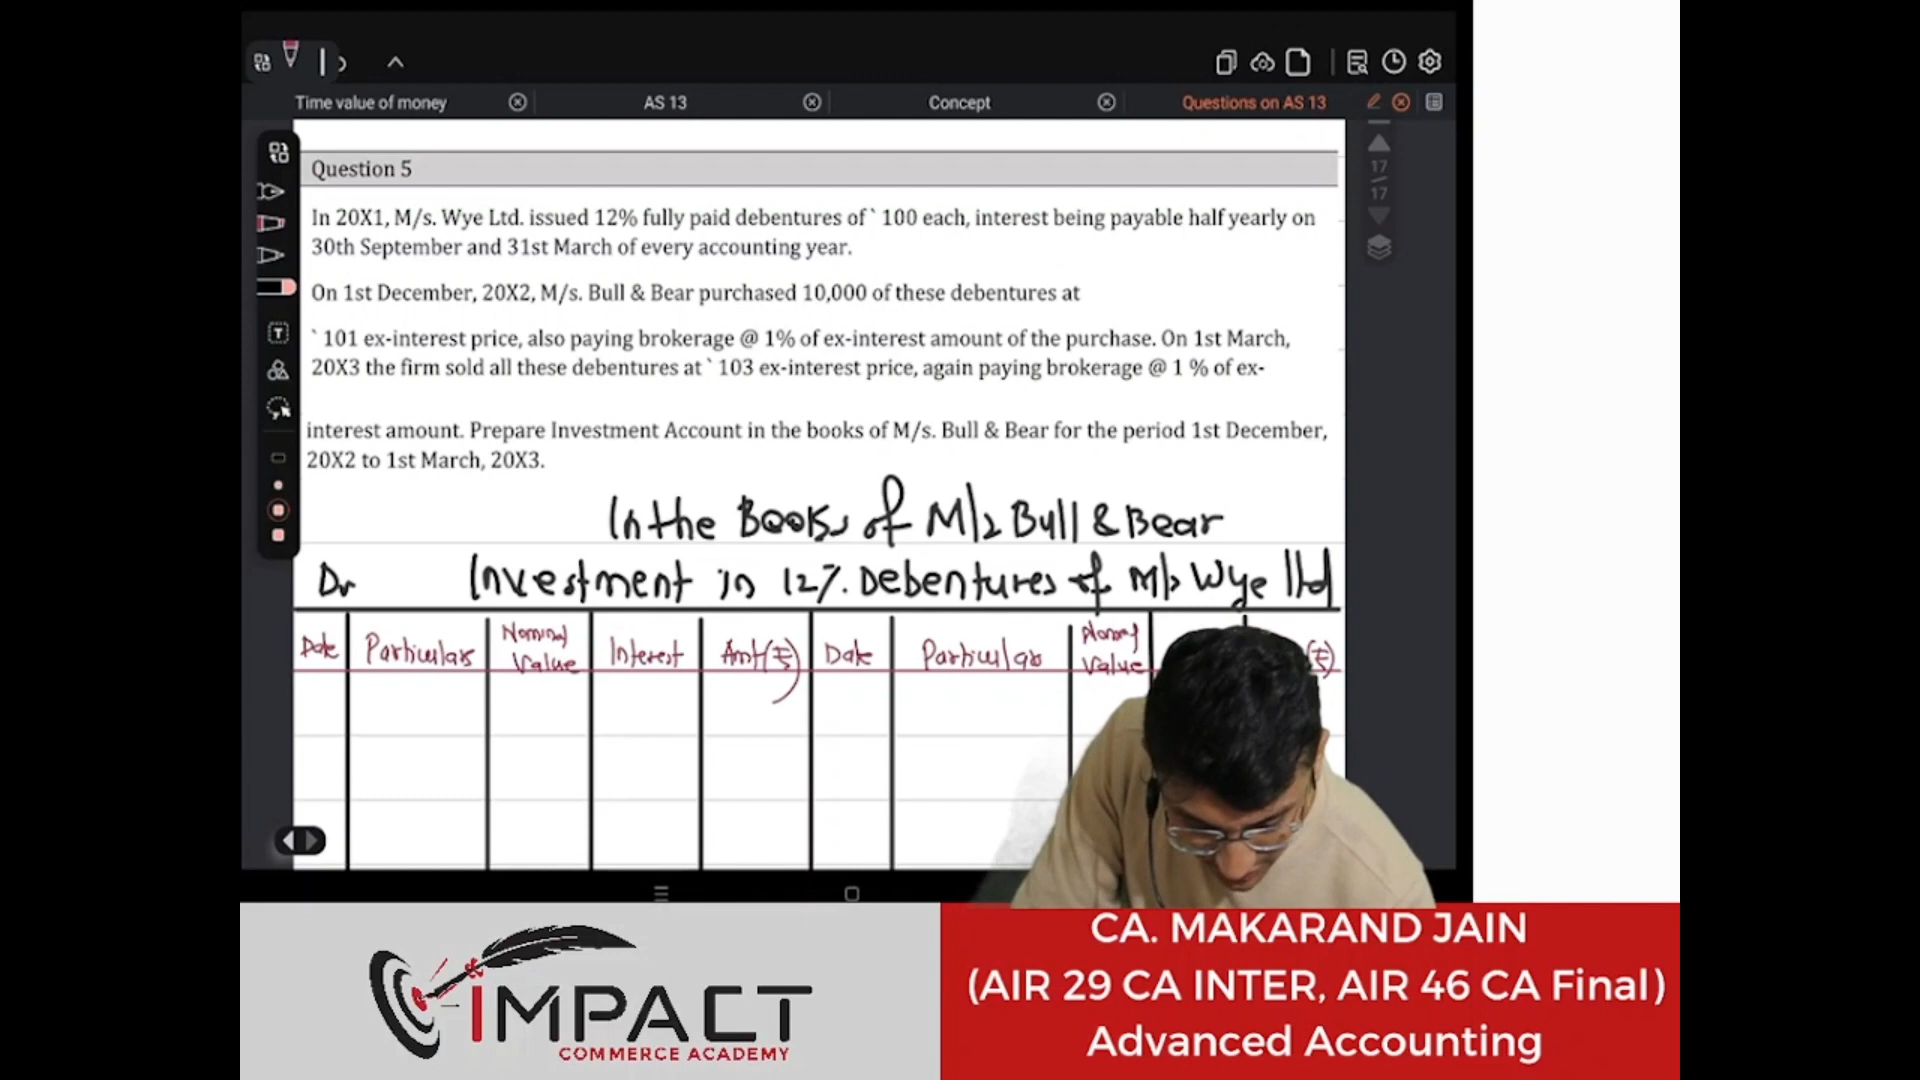 Time value of money
AS 13
Concept
Questions on AS 13
17
17
Question 5
In 20X1, M/s. Wye Ltd. issued 12% fully paid debentures of ` 100 each, interest being payable half yearly on
30th September and 31st March of every accounting year.
On 1st December, 20X2, M/s. Bull & Bear purchased 10,000 of these debentures at
` 101 ex-interest price, also paying brokerage @ 1% of ex-interest amount of the purchase. On 1st March,
20X3 the firm sold all these debentures at ` 103 ex-interest price, again paying brokerage @ 1 % of ex-
interest amount. Prepare Investment Account in the books of M/s. Bull & Bear for the period 1st December,
20X2 to 1st March, 20X3.
In the Books of M/s Bull & Bear
Dr Investment in 12% Debentures of M/s Wye ltd
Date Particulars Nominal Value Interest Amt(₹) Date Particulars Nominal Value (₹)
IMPACT
COMMERCE ACADEMY
CA. MAKARAND JAIN
(AIR 29 CA INTER, AIR 46 CA Final)
Advanced Accounting